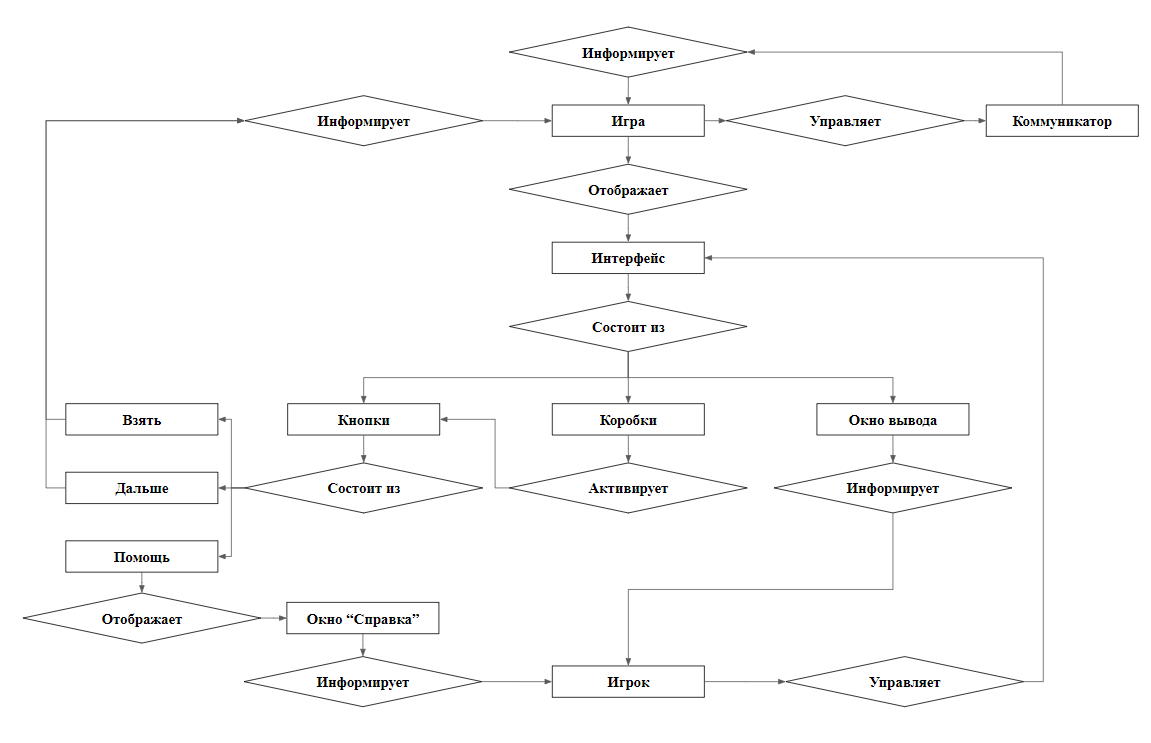 Информирует
Информирует
Игра
Управляет
Коммуникатор
Отображает
Интерфейс
Состоит из
Взять
Кнопки
Коробки
Окно вывода
Дальше
Состоит из
Активирует
Информирует
Помощь
Отображает
Окно “Справка”
Информирует
Игрок
Управляет